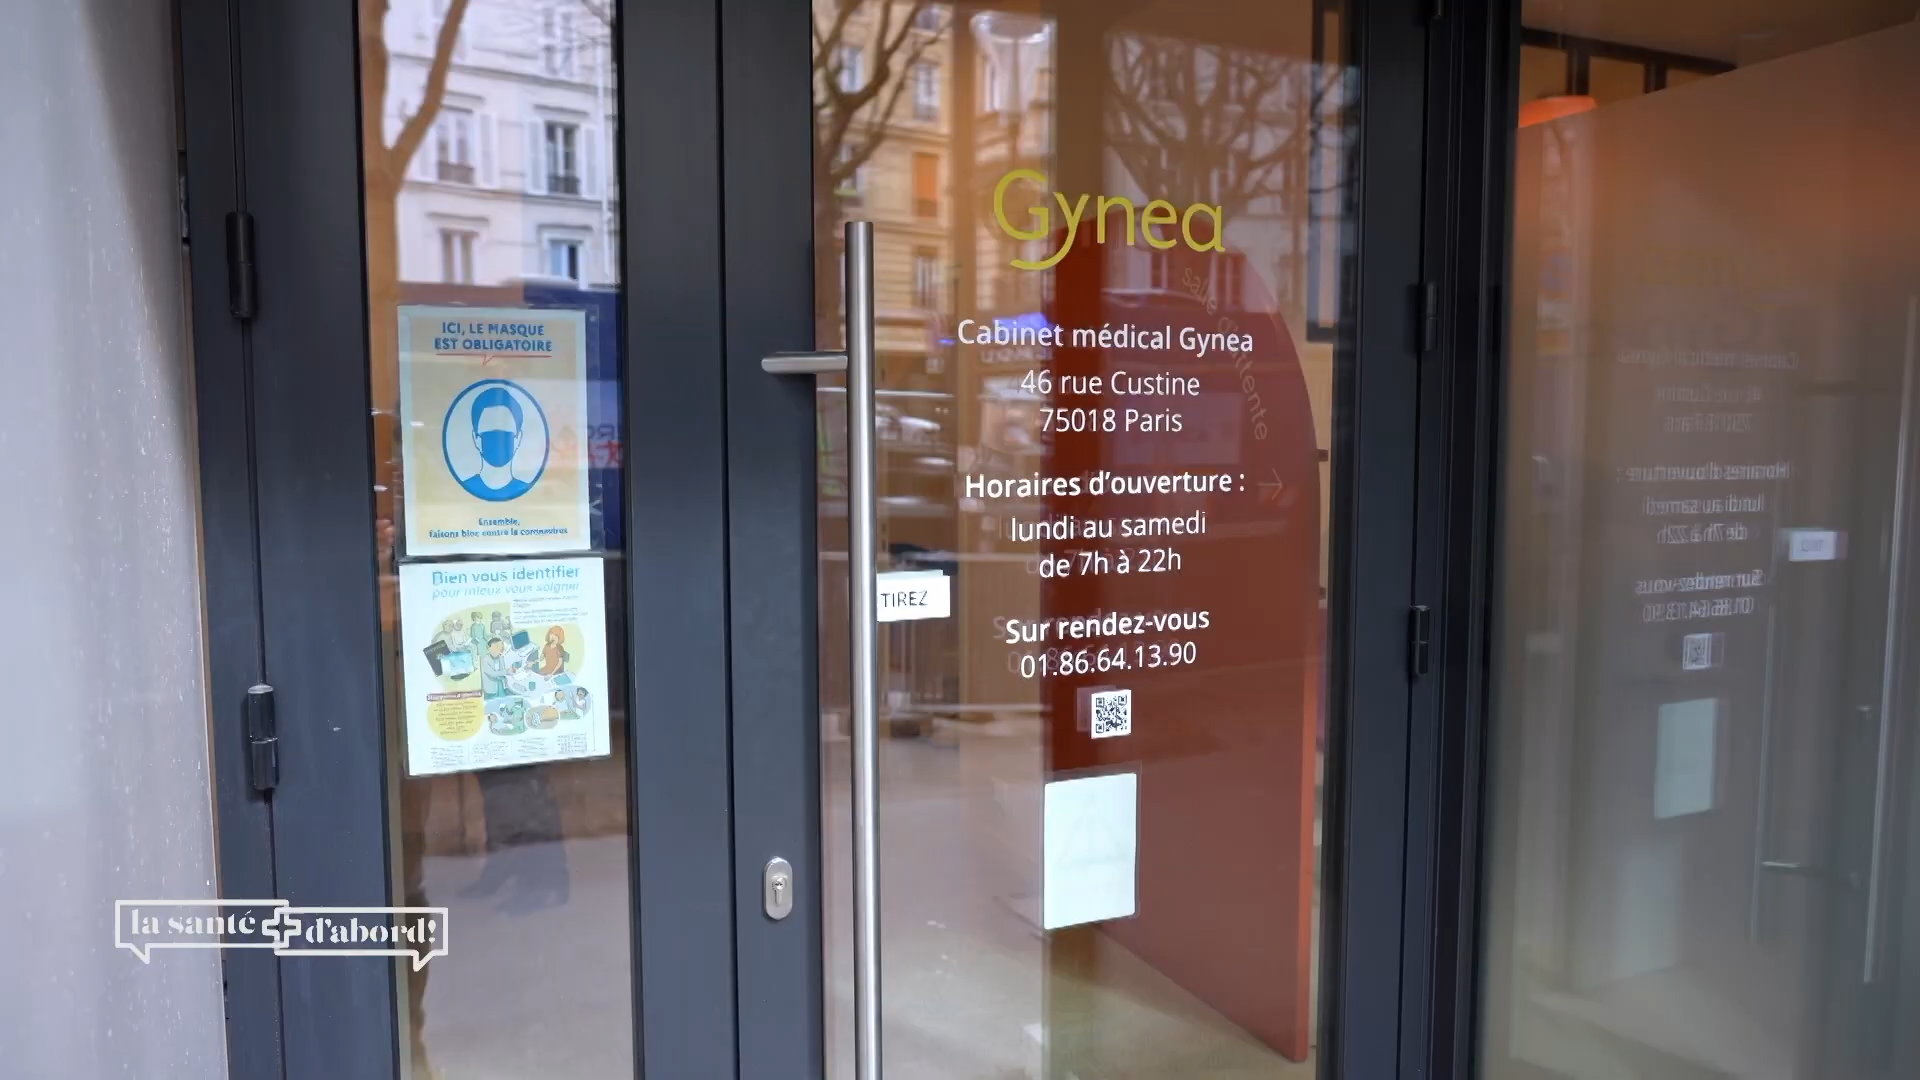 ICI, LE MASQUE
EST OBLIGATOIRE
Ensemble,
faisons bloc contre le coronavirus
Bien vous identifier
pour mieux vous soigner
Gynea
salle d'attente
Cabinet médical Gynea
46 rue Custine
75018 Paris
Horaires d'ouverture :
lundi au samedi
de 7h à 22h
TIREZ
Sur rendez-vous
01.86.64.13.90
la santé d'abord!